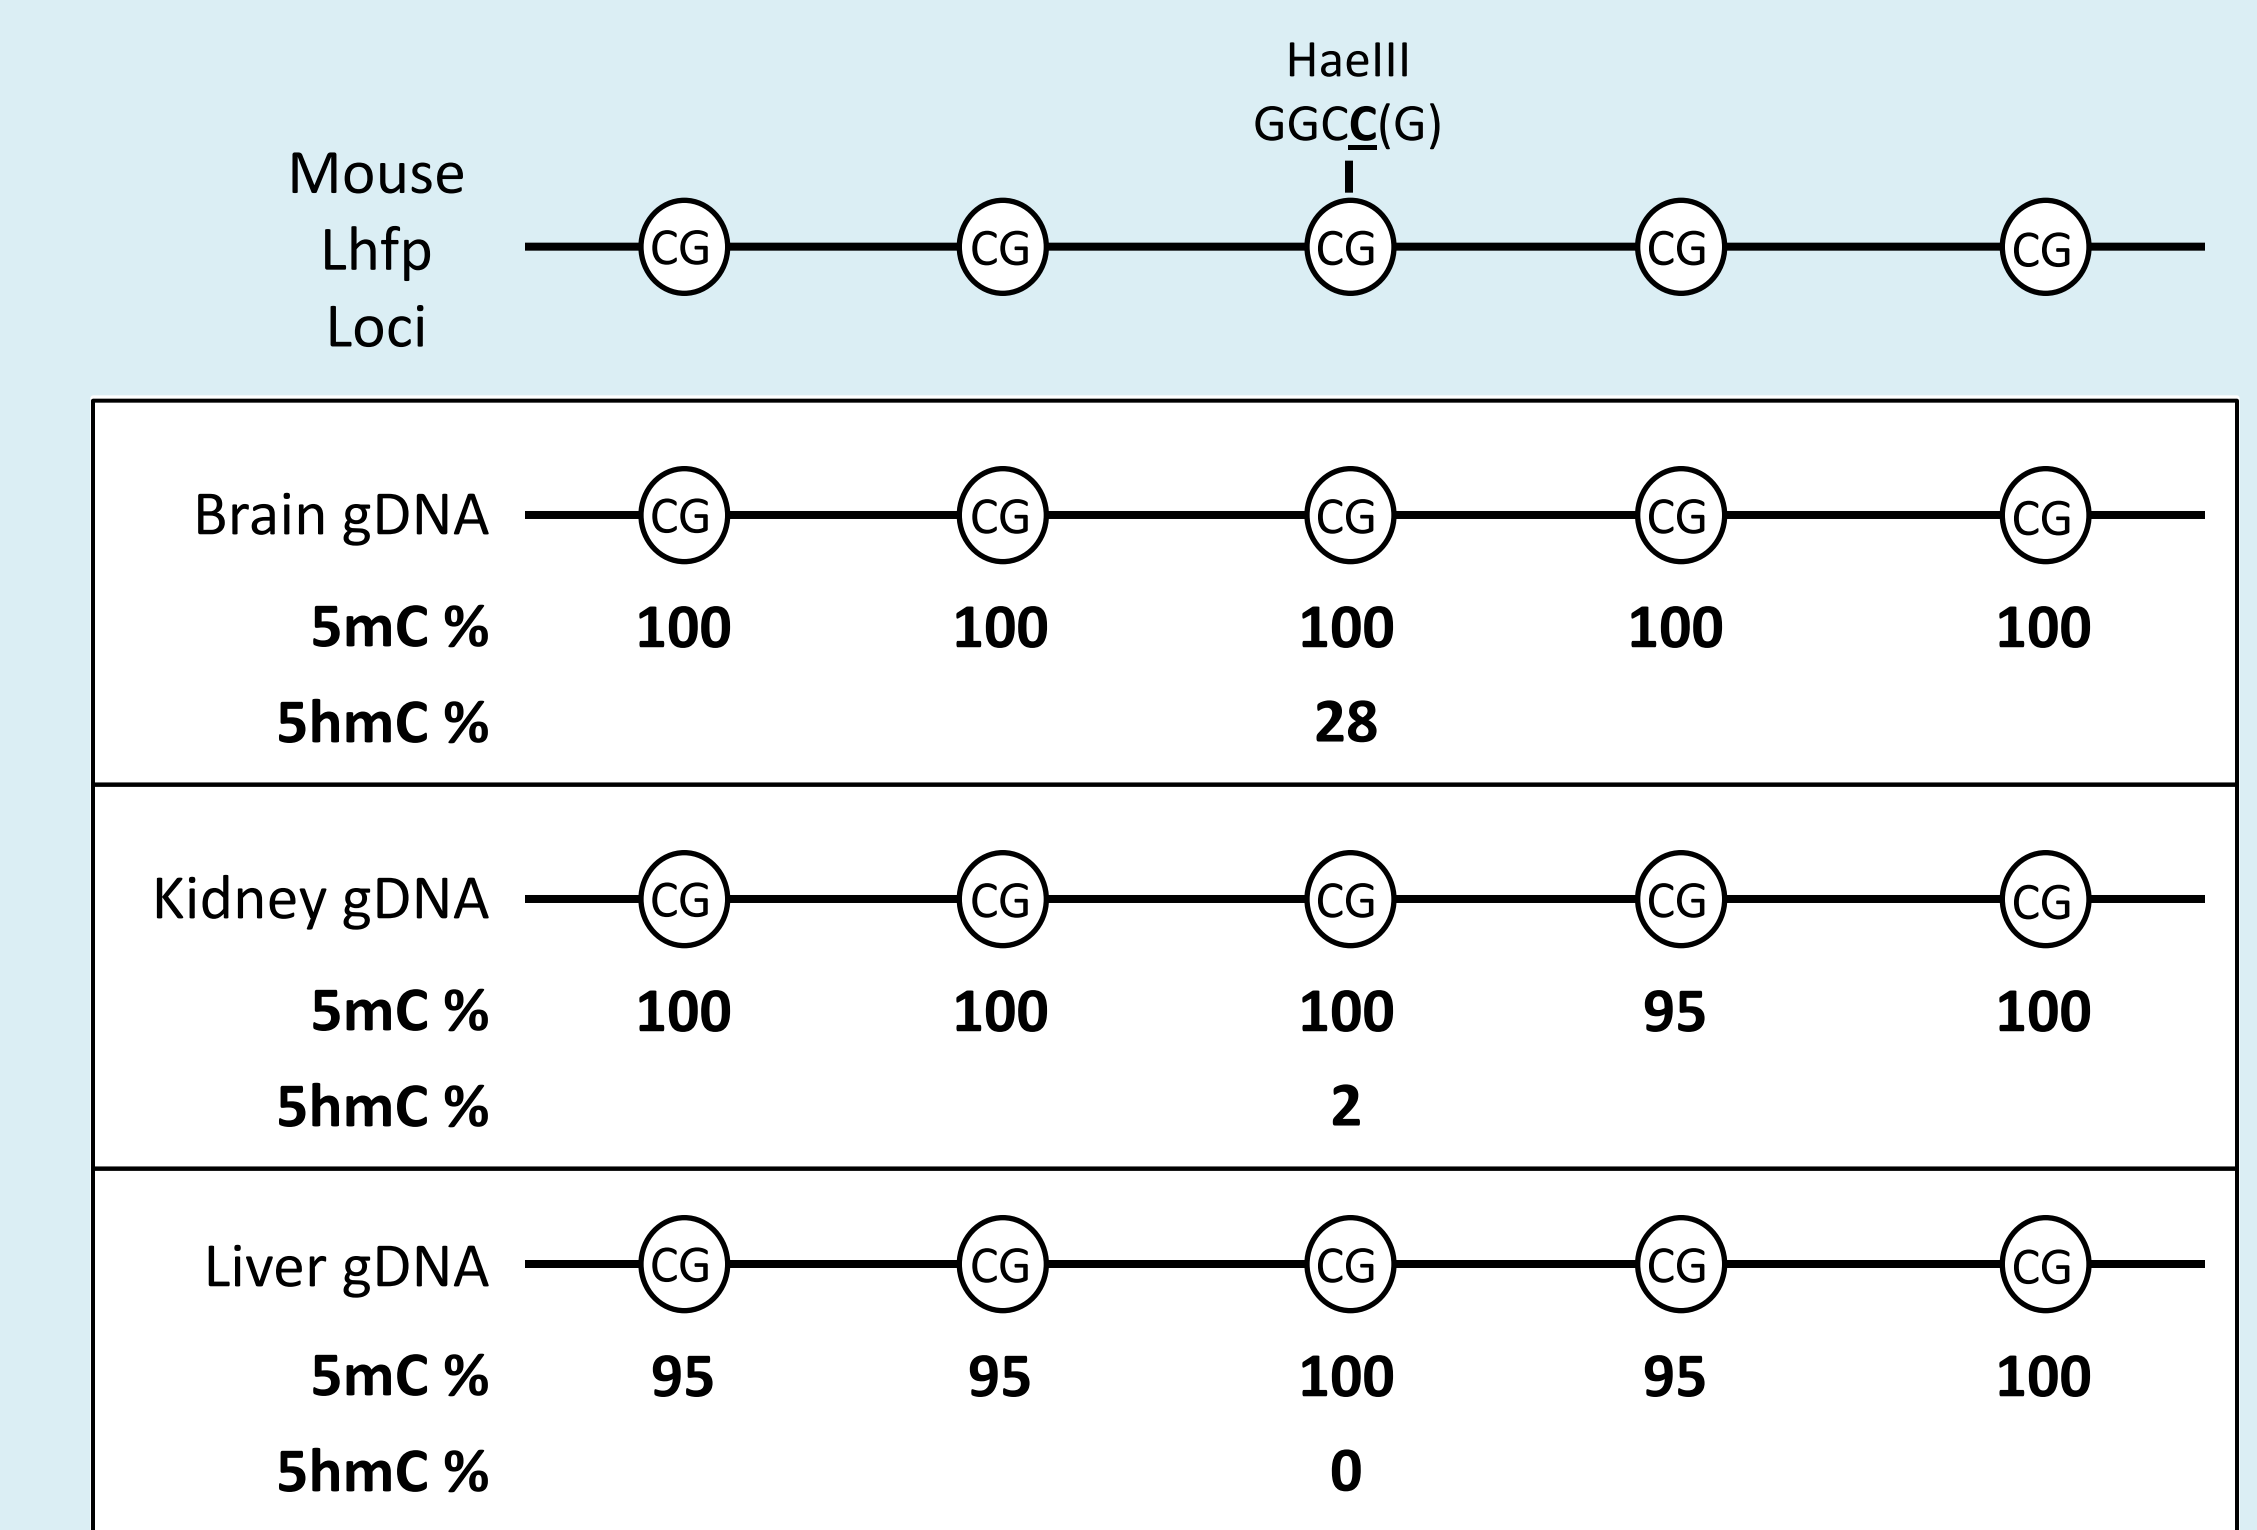 HaeIII
GGCC(G)
Mouse
Lhfp
Loci
CG CG CG CG CG
Brain gDNA CG CG CG CG CG
5mC % 100 100 100 100 100
5hmC % 28
Kidney gDNA CG CG CG CG CG
5mC % 100 100 100 95 100
5hmC % 2
Liver gDNA CG CG CG CG CG
5mC % 95 95 100 95 100
5hmC % 0